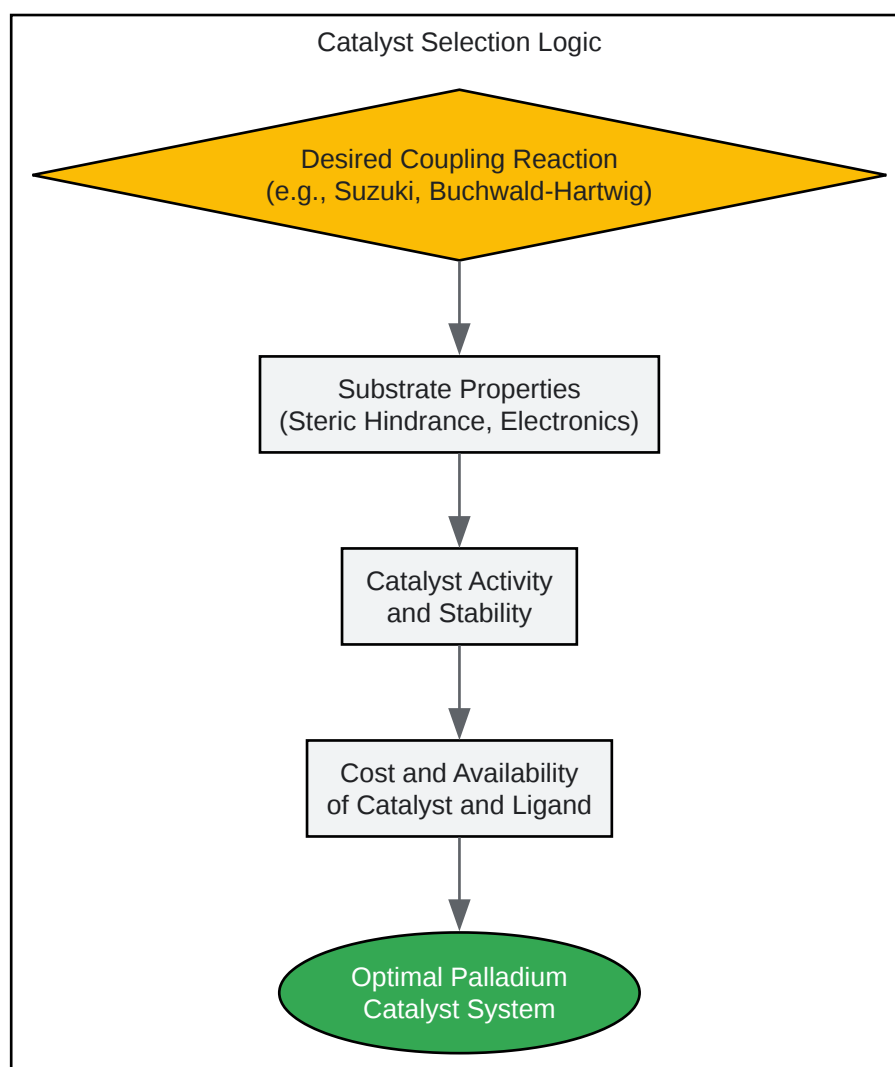 Catalyst Selection Logic
Desired Coupling Reaction
(e.g., Suzuki, Buchwald-Hartwig)
Substrate Properties
(Steric Hindrance, Electronics)
Catalyst Activity
and Stability
Cost and Availability
of Catalyst and Ligand
Optimal Palladium
Catalyst System